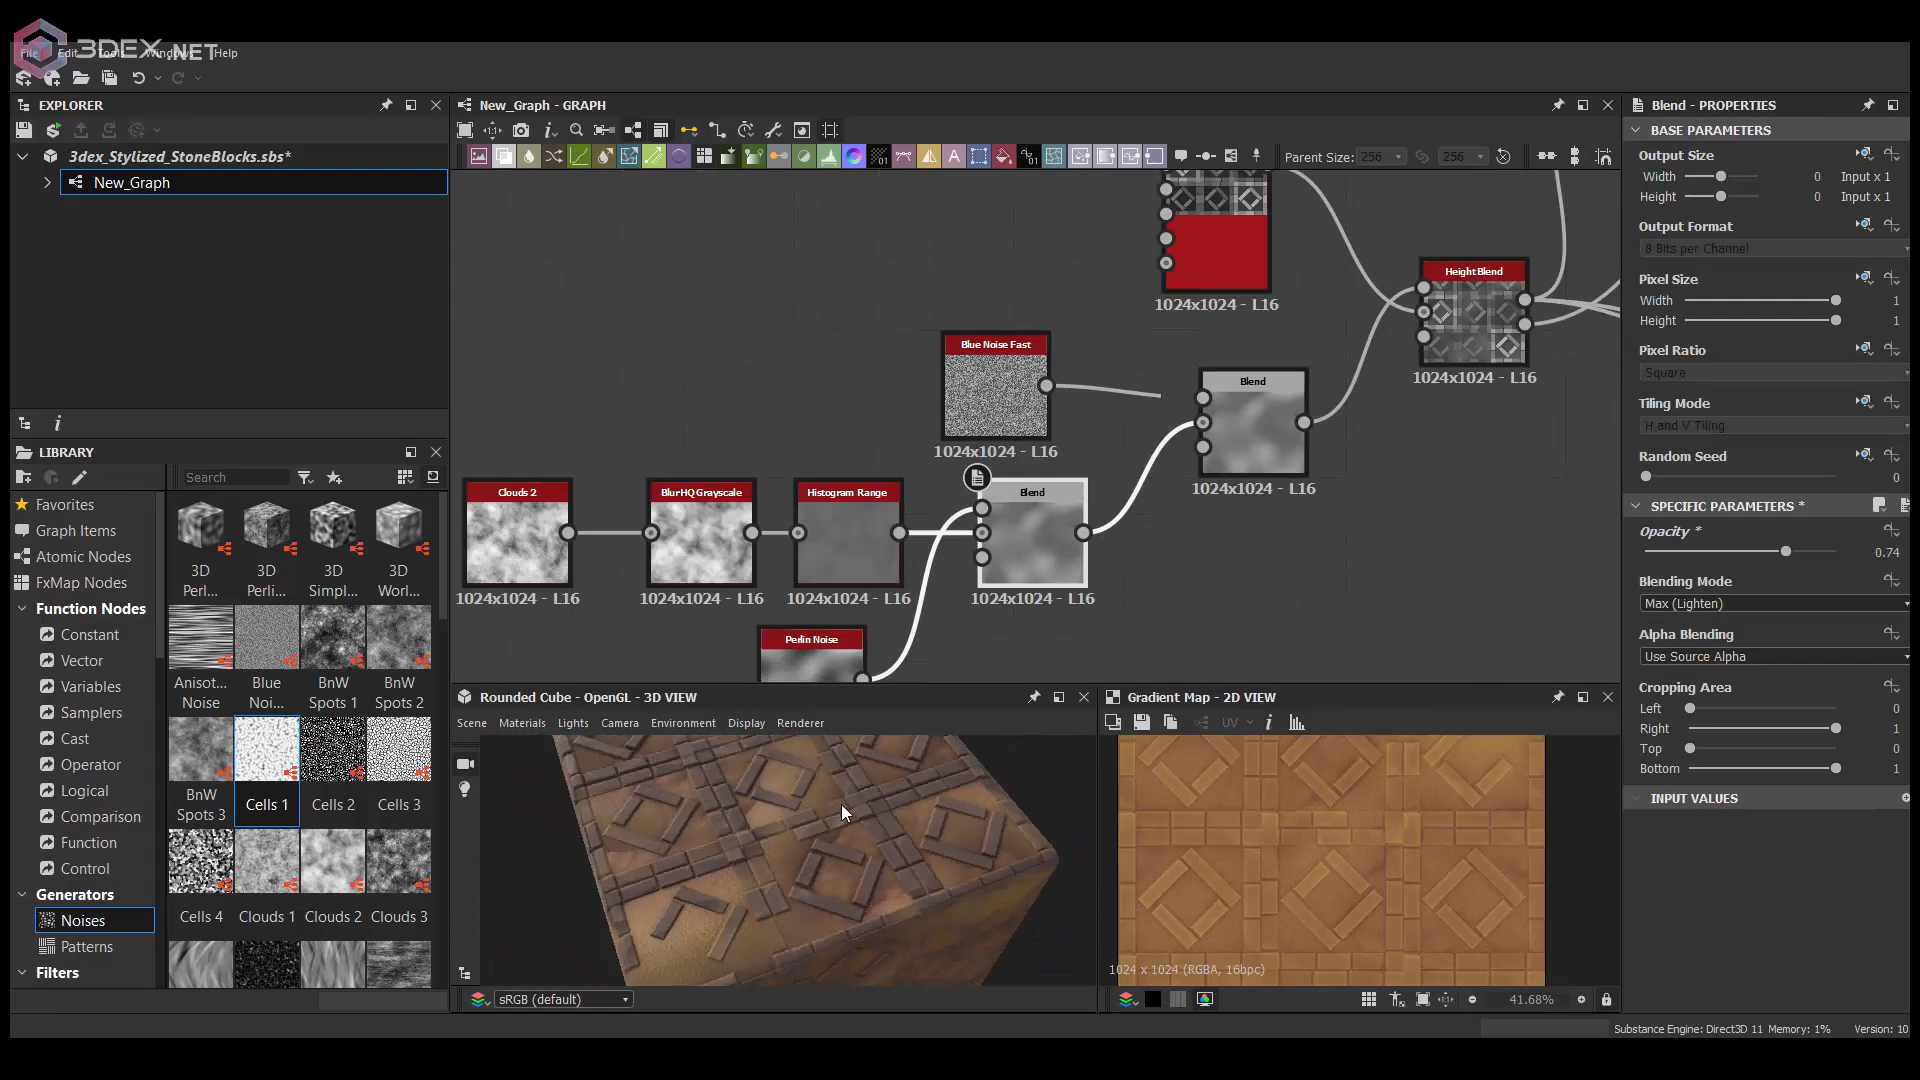 3DEX.NET
File Edit Tools Windows Help
EXPLORER
3dex_Stylized_StoneBlocks.sbs*
New_Graph
LIBRARY
Search
Favorites
Graph Items
Atomic Nodes
FxMap Nodes
Function Nodes
Constant
Vector
Variables
Samplers
Cast
Operator
Logical
Comparison
Function
Control
Generators
Noises
Patterns
Filters
3D Perl...
3D Perli...
3D Simpl...
3D Worl...
Anisot... Noise
Blue Noi...
BnW Spots 1
BnW Spots 2
BnW Spots 3
Cells 1
Cells 2
Cells 3
Cells 4
Clouds 1
Clouds 2
Clouds 3
New_Graph - GRAPH
Parent Size: 256 256
1024x1024 - L16
Height Blend
1024x1024 - L16
Blue Noise Fast
1024x1024 - L16
Blend
1024x1024 - L16
Clouds 2
1024x1024 - L16
Blur HQ Grayscale
1024x1024 - L16
Histogram Range
1024x1024 - L16
Blend
1024x1024 - L16
Perlin Noise
Rounded Cube - OpenGL - 3D VIEW
Scene Materials Lights Camera Environment Display Renderer
sRGB (default)
Gradient Map - 2D VIEW
UV
1024 x 1024 (RGBA, 16bpc)
41.68%
Blend - PROPERTIES
BASE PARAMETERS
Output Size
Width 0 Input x 1
Height 0 Input x 1
Output Format
8 Bits per Channel
Pixel Size
Width 1
Height 1
Pixel Ratio
Square
Tiling Mode
H and V Tiling
Random Seed
0
SPECIFIC PARAMETERS *
Opacity *
0.74
Blending Mode
Max (Lighten)
Alpha Blending
Use Source Alpha
Cropping Area
Left 0
Right 1
Top 0
Bottom 1
INPUT VALUES
Substance Engine: Direct3D 11 Memory: 1% Version: 10